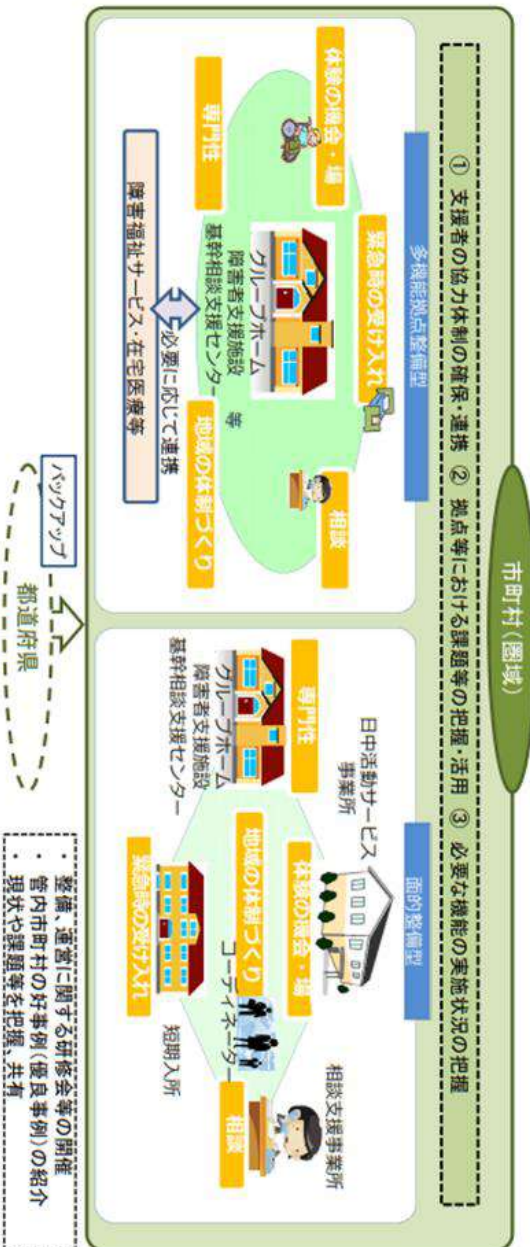 市町村(圏域)
① 支援者の協力体制の確保・連携 ② 拠点等における課題等の把握・活用 ③ 必要な機能の実施状況の把握
多機能拠点整備型
体験の機会・場
緊急時の受け入れ
相談
専門性
グループホーム
障害者支援施設 等
基幹相談支援センター
地域の体制づくり
必要に応じて連携
障害福祉サービス・在宅医療等
面的整備型
日中活動サービス
事業所
体験の機会・場
相談支援事業所
専門性
グループホーム
障害者支援施設
基幹相談支援センター
地域の体制づくり
コーディネーター
相談
緊急時の受け入れ
短期入所
バックアップ
都道府県
・ 整備、運営に関する研修会等の開催
・ 管内市町村の好事例(優良事例)の紹介
・ 現状や課題等を把握、共有